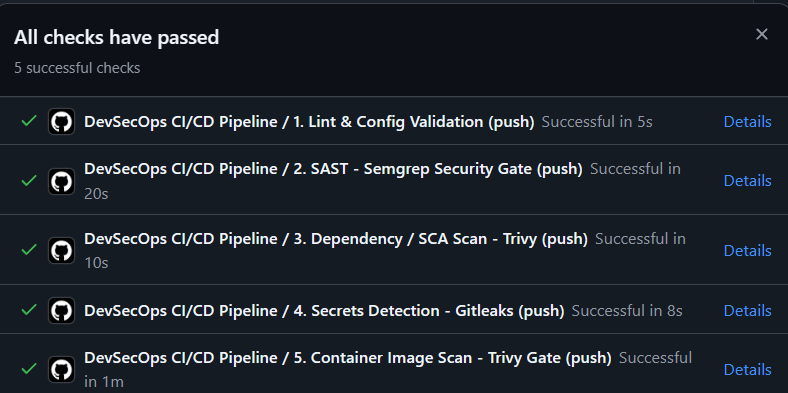 All checks have passed
5 successful checks
DevSecOps CI/CD Pipeline / 1. Lint & Config Validation (push) Successful in 5s Details
DevSecOps CI/CD Pipeline / 2. SAST - Semgrep Security Gate (push) Successful in
20s
Details
DevSecOps CI/CD Pipeline / 3. Dependency / SCA Scan - Trivy (push) Successful in
10s
Details
DevSecOps CI/CD Pipeline / 4. Secrets Detection - Gitleaks (push) Successful in 8s Details
DevSecOps CI/CD Pipeline / 5. Container Image Scan - Trivy Gate (push) Successful
in 1m
Details